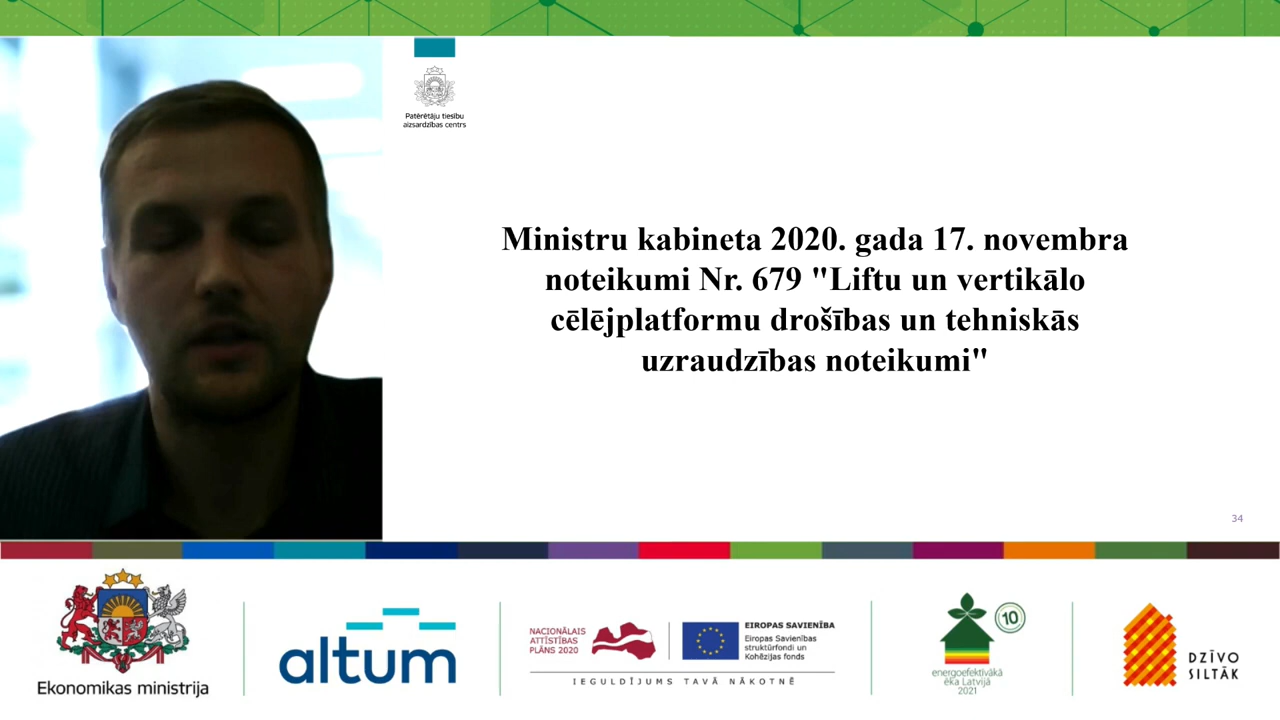 Patērētāju tiesību
aizsardzības centrs
Ministru kabineta 2020. gada 17. novembra
noteikumi Nr. 679 "Liftu un vertikālo
cēlējplatformu drošības un tehniskās
uzraudzības noteikumi"
34
Ekonomikas ministrija
altum
NACIONĀLAIS
ATTĪSTĪBAS
PLĀNS 2020
EIROPAS SAVIENĪBA
Eiropas Savienības
struktūrfondi un
Kohēzijas fonds
IEGULDĪJUMS TAVĀ NĀKOTNĒ
10
energoefektīvākā
ēka Latvijā
2021
DZĪVO
SILTĀK